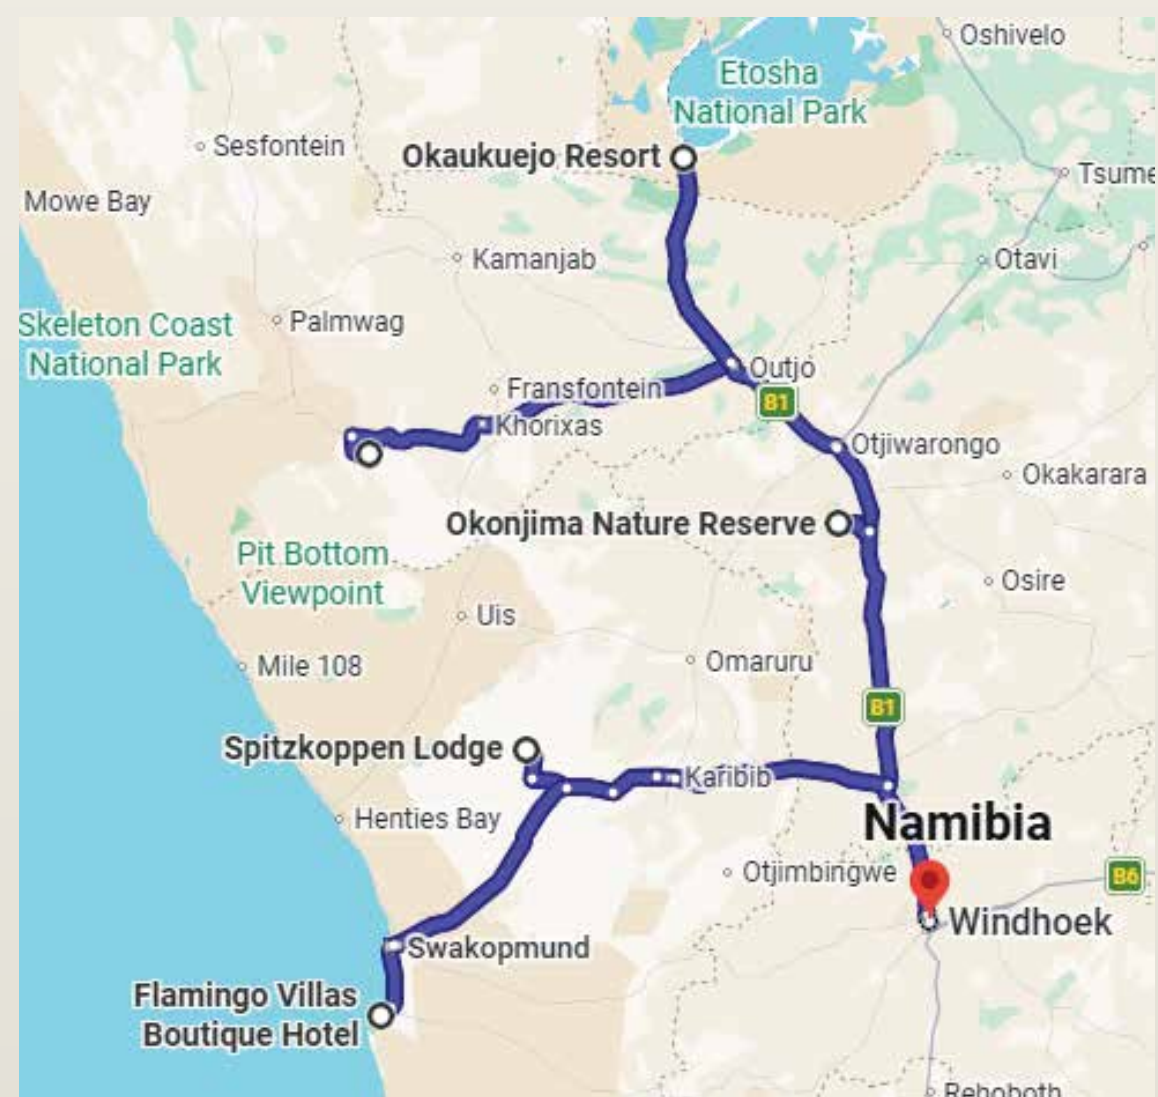 Oshivelo
Etosha
National Park
Sesfontein
Okaukuejo Resort
Tsume
Mowe Bay
Kamanjab
Otavi
Skeleton Coast
National Park
Palmwag
Outjo
Fransfontein
B1
Khorixas
Otjiwarongo
Okakarara
Okonjima Nature Reserve
Pit Bottom
Viewpoint
Osire
Uis
Mile 108
Omaruru
B1
Spitzkoppen Lodge
Karibib
Henties Bay
Namibia
Otjimbingwe
B6
Windhoek
Swakopmund
Flamingo Villas
Boutique Hotel
Rehoboth